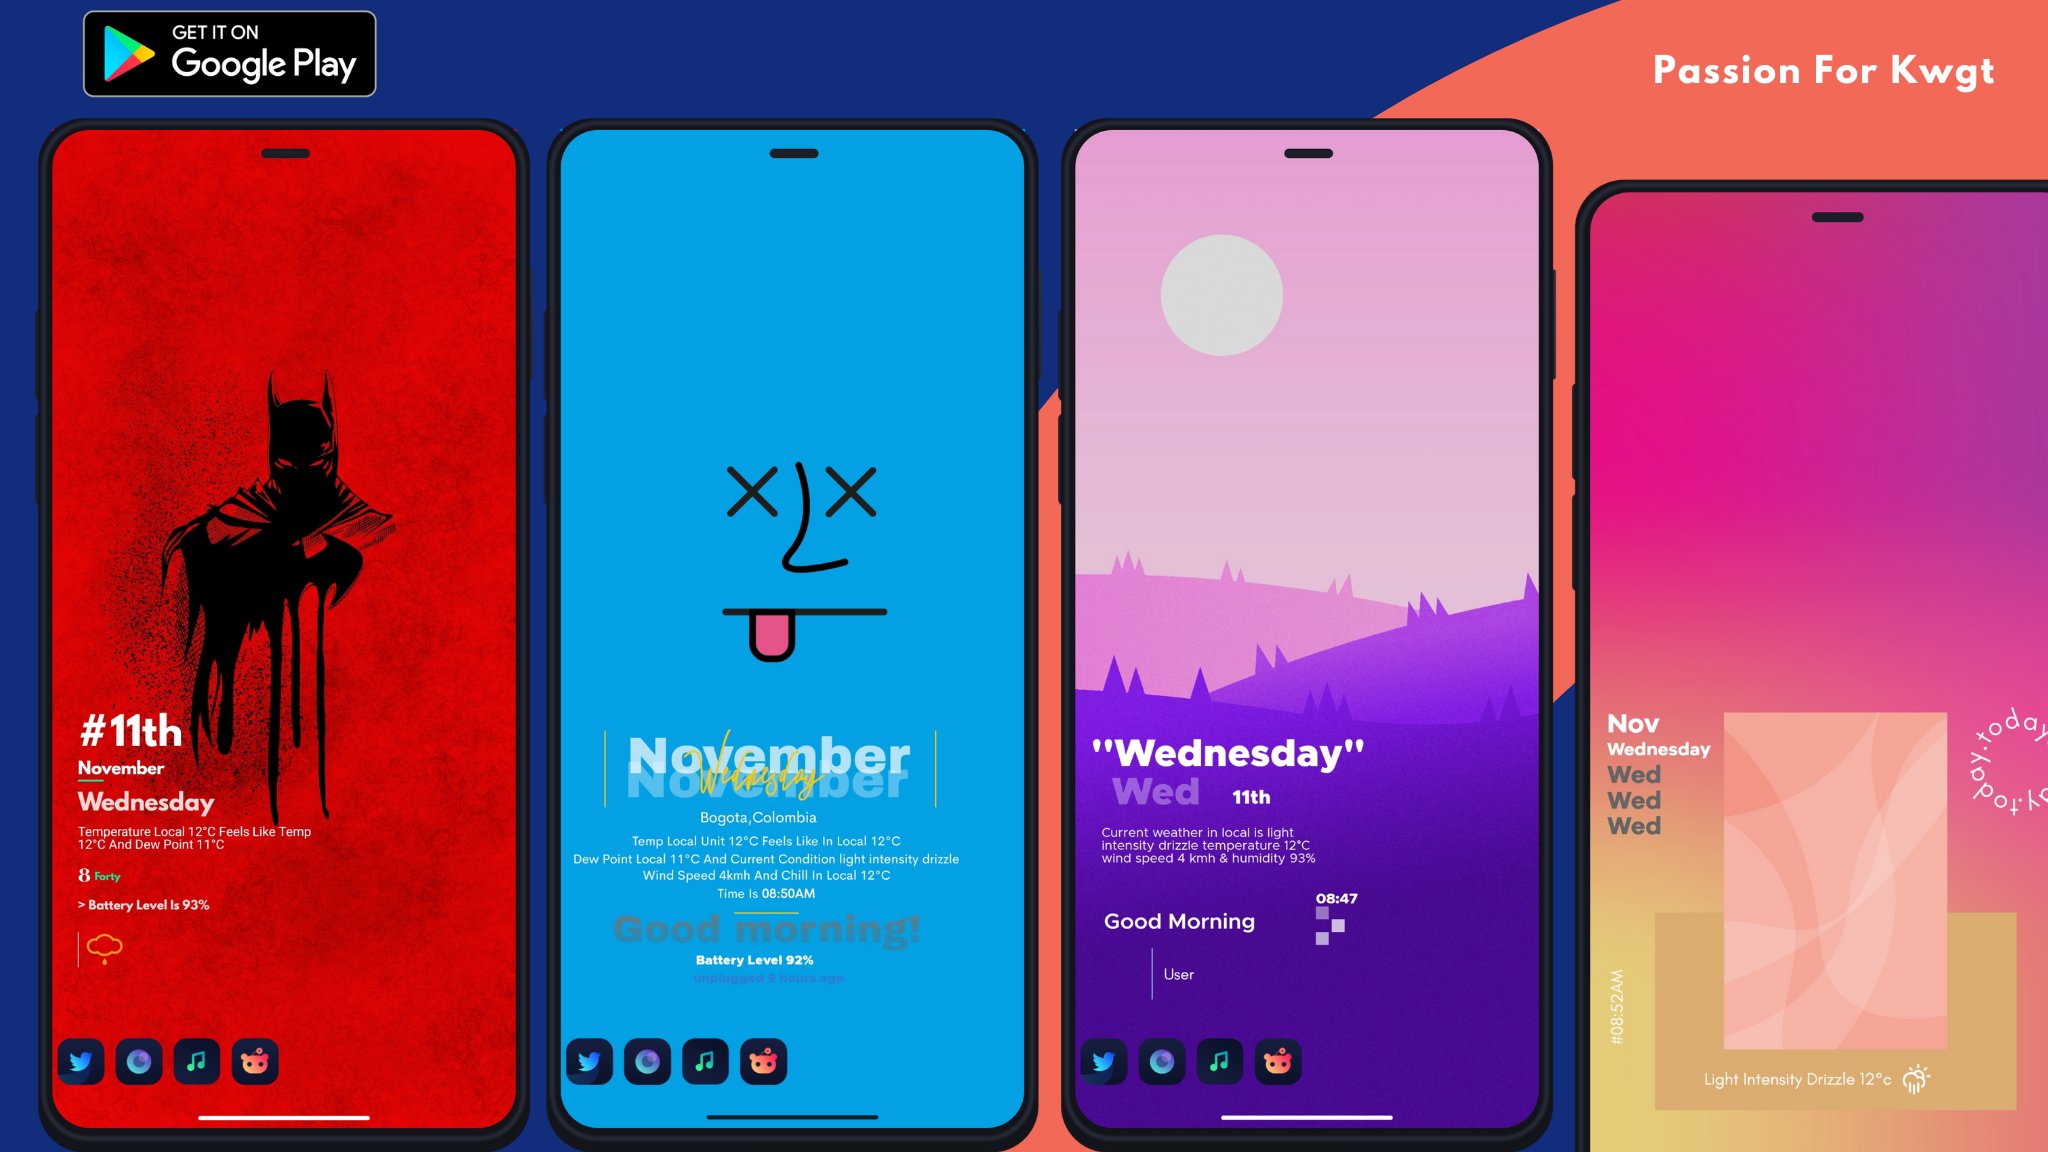 GET IT ON
Google Play
Passion For Kwgt
#11th
November
Wednesday
Temperature Local 12°C Feels Like Temp
12°C And Dew Point 11°C
8 Forty
> Battery Level Is 93%
November
November
Wednesday
Bogota,Colombia
Temp Local Unit 12°C Feels Like In Local 12°C
Dew Point Local 11°C And Current Condition light intensity drizzle
Wind Speed 4kmh And Chill In Local 12°C
Time Is 08:50AM
Good morning!
Battery Level 92%
unplugged 9 hours ago
"Wednesday"
Wed 11th
Current weather in local is light
intensity drizzle temperature 12°C
wind speed 4 kmh & humidity 93%
08:47
Good Morning
User
Nov
Wednesday
Wed
Wed
Wed
#08:52AM
Light Intensity Drizzle 12°c